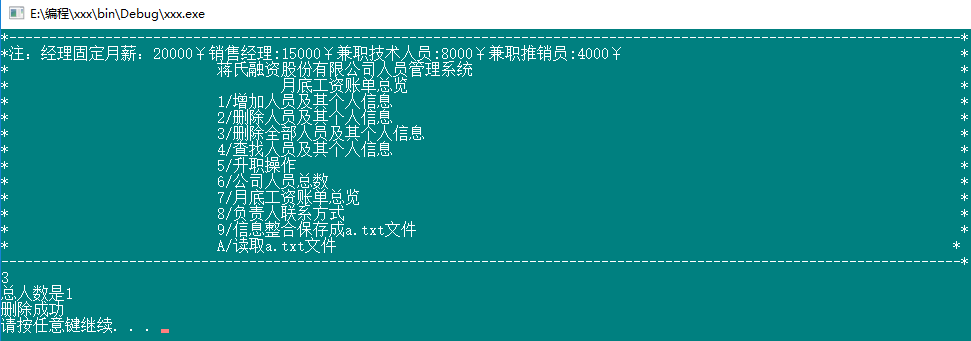 E:\编程\xxx\bin\Debug\xxx.exe
*-----------------------------------------------------------------------------------------------------------------------*
*注：经理固定月薪：20000￥销售经理:15000￥兼职技术人员:8000￥兼职推销员:4000￥ *
* 蒋氏融资股份有限公司人员管理系统 *
* 月底工资账单总览 *
* 1/增加人员及其个人信息 *
* 2/删除人员及其个人信息 *
* 3/删除全部人员及其个人信息 *
* 4/查找人员及其个人信息 *
* 5/升职操作 *
* 6/公司人员总数 *
* 7/月底工资账单总览 *
* 8/负责人联系方式 *
* 9/信息整合保存成a.txt文件 *
* A/读取a.txt文件 *
------------------------------------------------------------------------------------------------------------------------*
3
总人数是1
删除成功
请按任意键继续. . .